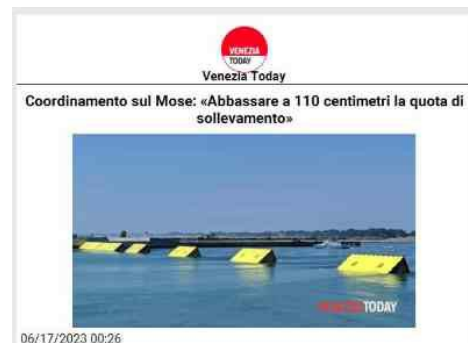 VENEZIA
TODAY
Venezia Today
Coordinamento sul Mose: «Abbassare a 110 centimetri la quota di
sollevamento»
VENEZIATODAY
06/17/2023 00:26